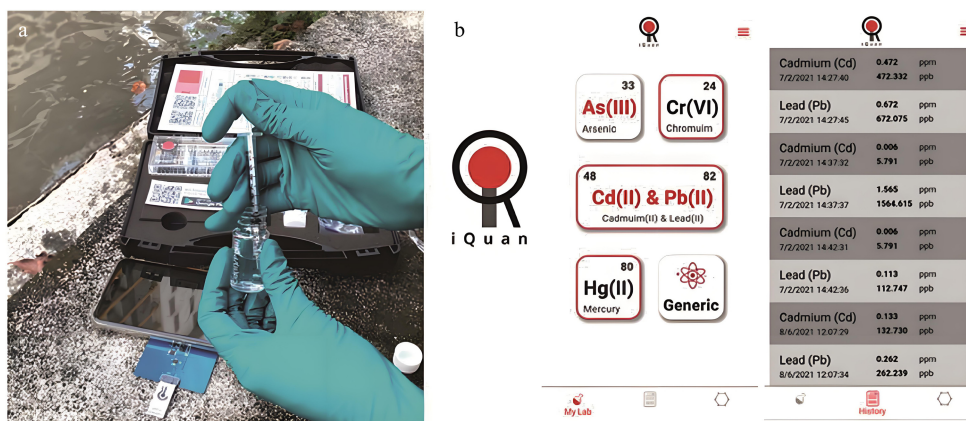 a
b
iQuan
iQuan
33
As(III)
Arsenic
24
Cr(VI)
Chromuim
48 82
Cd(II) & Pb(II)
Cadmuim(II) & Lead(II)
80
Hg(II)
Mercury
Generic
My Lab
iQuan
Cadmium (Cd) 0.472 ppm
7/2/2021 14:27:40 472.332 ppb
Lead (Pb) 0.672 ppm
7/2/2021 14:27:45 672.075 ppb
Cadmium (Cd) 0.006 ppm
7/2/2021 14:37:32 5.791 ppb
Lead (Pb) 1.565 ppm
7/2/2021 14:37:37 1564.615 ppb
Cadmium (Cd) 0.006 ppm
7/2/2021 14:42:31 5.791 ppb
Lead (Pb) 0.113 ppm
7/2/2021 14:42:36 112.747 ppb
Cadmium (Cd) 0.133 ppm
8/6/2021 12:07:29 132.730 ppb
Lead (Pb) 0.262 ppm
8/6/2021 12:07:34 262.239 ppb
History